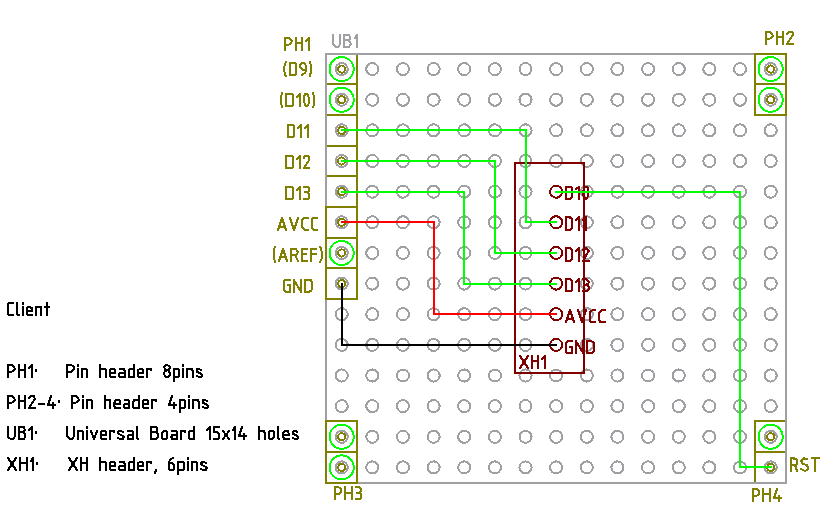 PH1 UB1 PH2
(D9)
(D10)
D11
D12
D13 D10
AVCC D11
(AREF) D12
GND D13
Client AVCC
GND
XH1
PH1· Pin header 8pins
PH2-4· Pin header 4pins
UB1· Universal Board 15x14 holes
XH1· XH header, 6pins RST
PH3 PH4